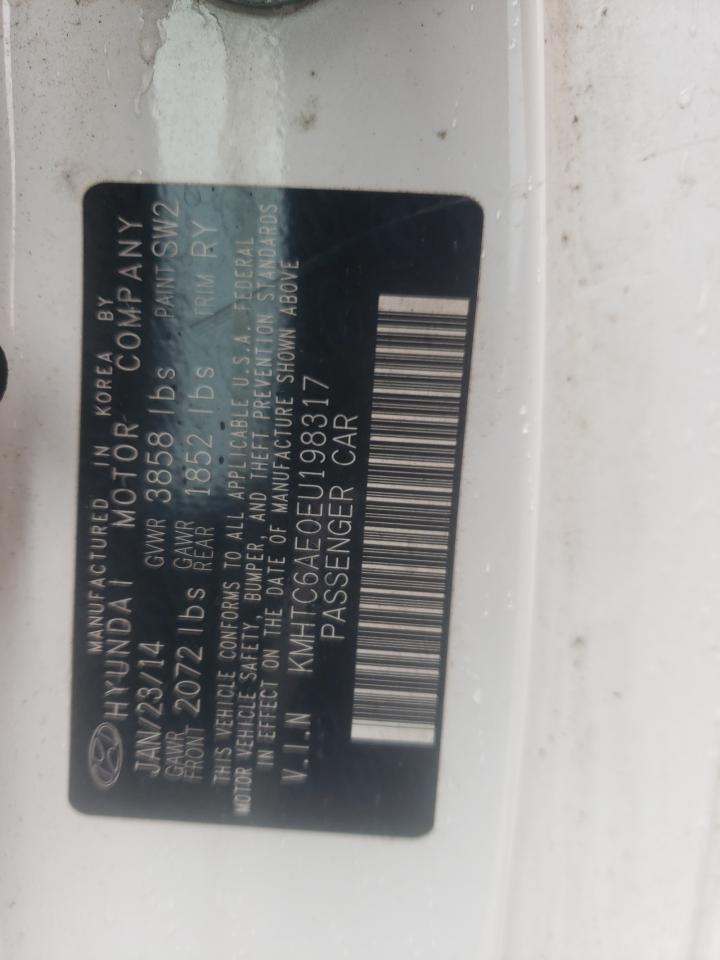 MANUFACTURED IN KOREA BY
HYUNDAI MOTOR COMPANY
JAN/23/14 GVWR 3858 lbs PAINT SW2
GAWR FRONT 2072 lbs GAWR REAR 1852 lbs TRIM RY
THIS VEHICLE CONFORMS TO ALL APPLICABLE U.S.A. FEDERAL
MOTOR VEHICLE SAFETY, BUMPER, AND THEFT PREVENTION STANDARDS
IN EFFECT ON THE DATE OF MANUFACTURE SHOWN ABOVE
V.I.N KMHTC6AE0EU198317
PASSENGER CAR